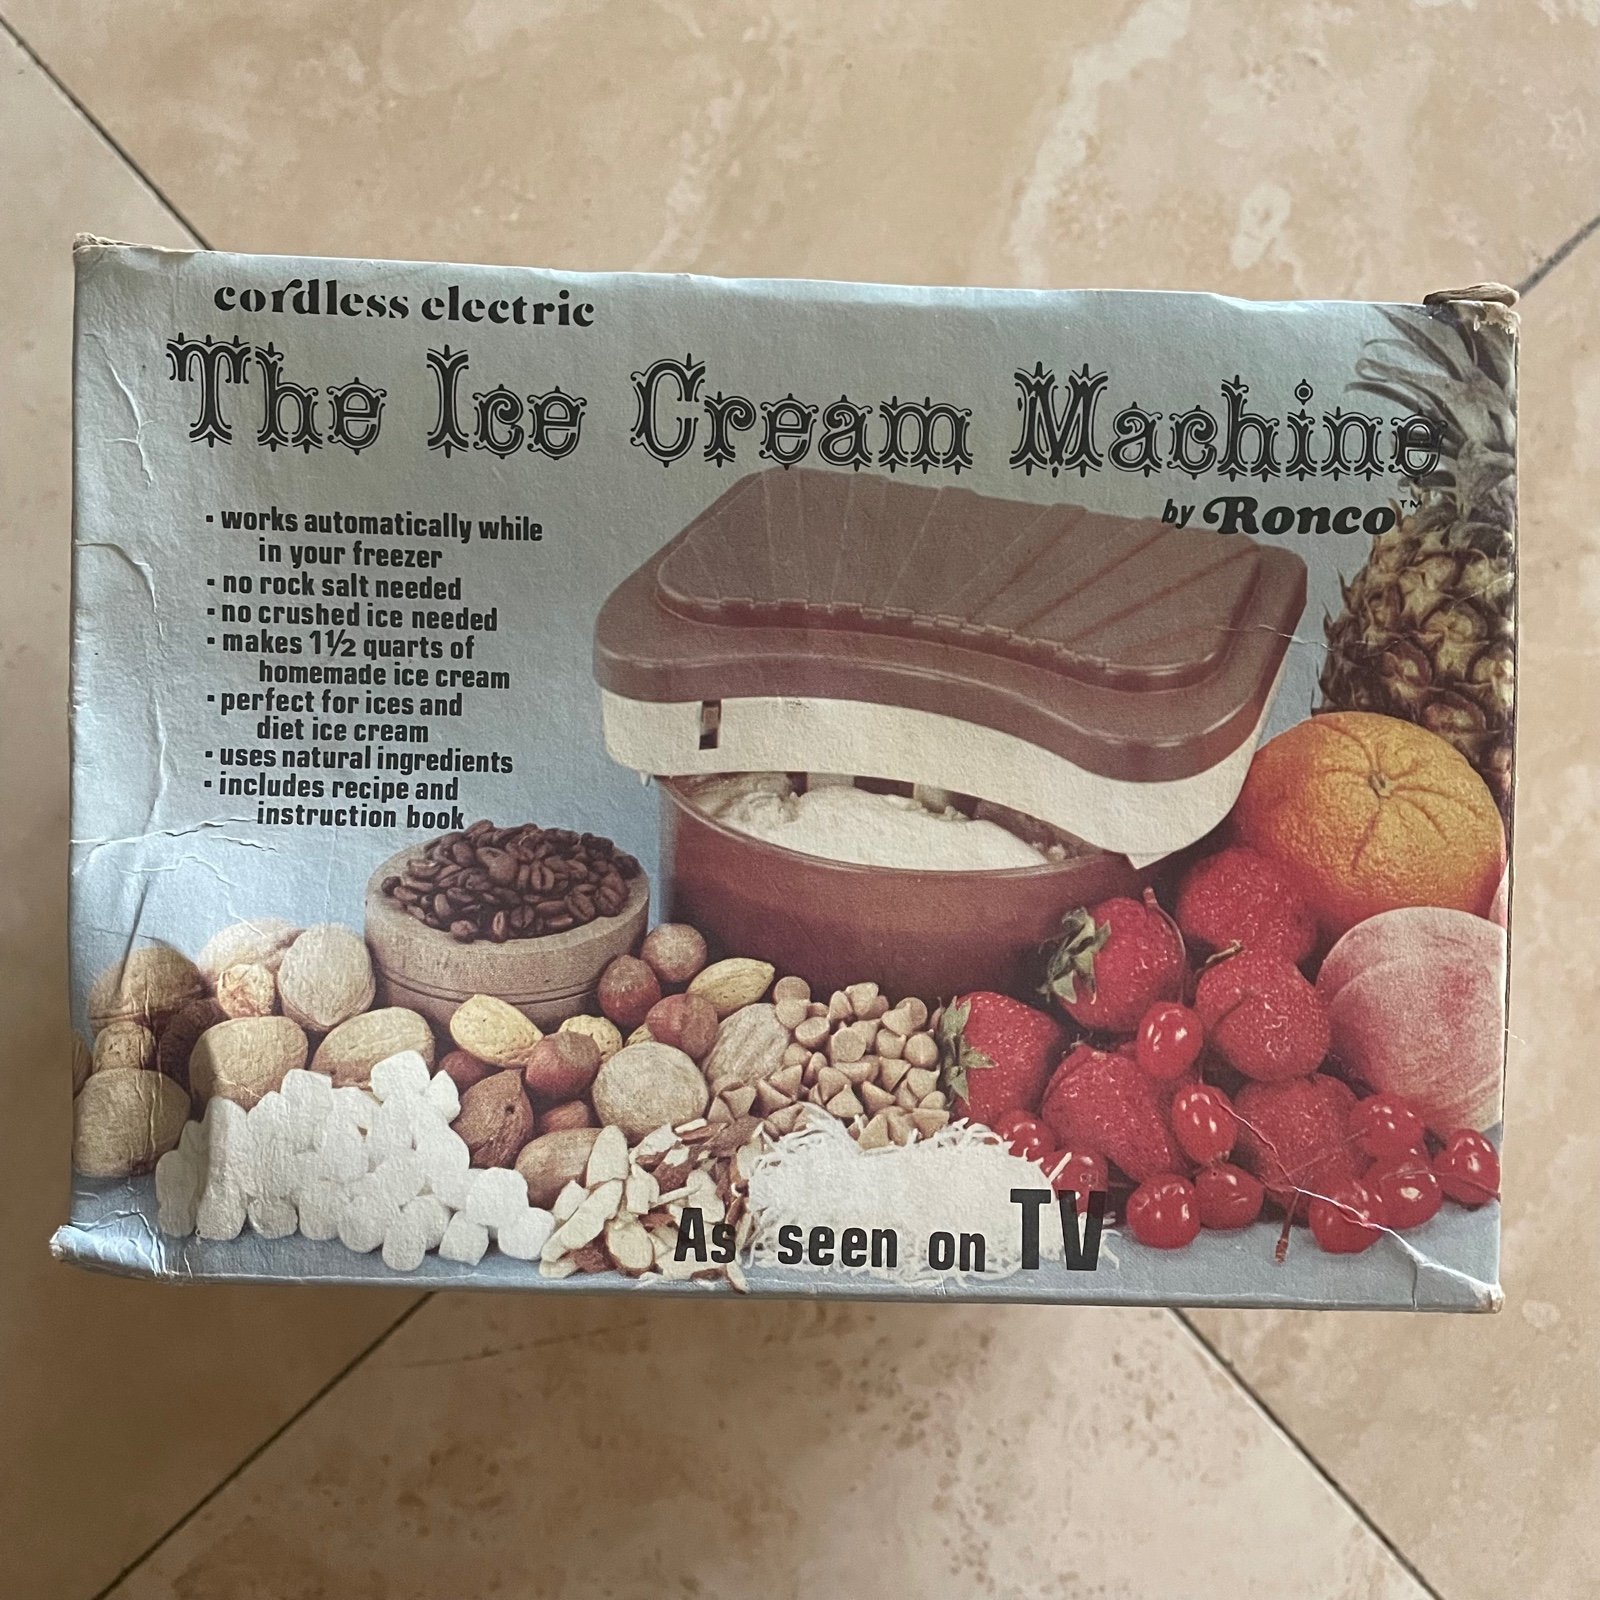 cordless electric
The Ice Cream Machine
by Ronco™
▪ works automatically while
in your freezer
▪ no rock salt needed
▪ no crushed ice needed
▪ makes 1½ quarts of
homemade ice cream
▪ perfect for ices and
diet ice cream
▪ uses natural ingredients
▪ includes recipe and
instruction book
As seen on TV